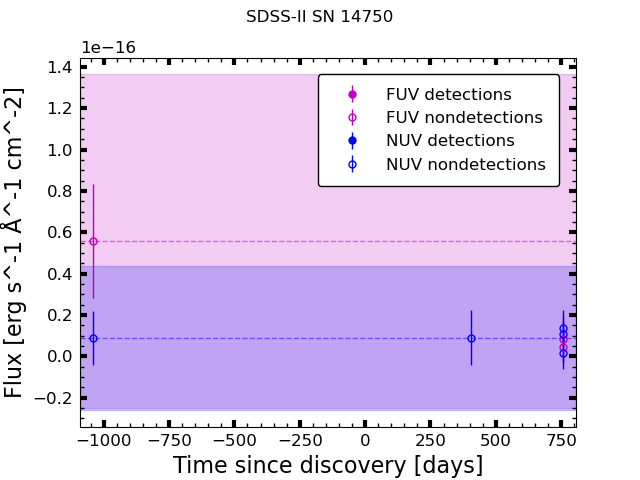 SDSS-II SN 14750
1e−16
FUV detections
FUV nondetections
NUV detections
NUV nondetections
1.4
1.2
1.0
0.8
0.6
0.4
0.2
0.0
−0.2
Flux [erg s^-1 Å^-1 cm^-2]
−1000 −750 −500 −250 0 250 500 750
Time since discovery [days]